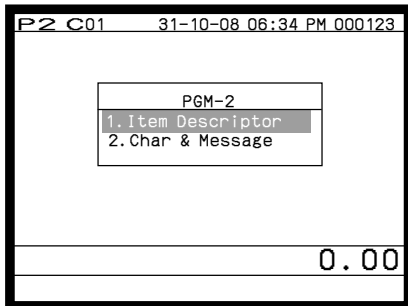 P2 C01 31-10-08 06:34 PM 000123
PGM-2
1.Item Descriptor
2.Char & Message
0.00